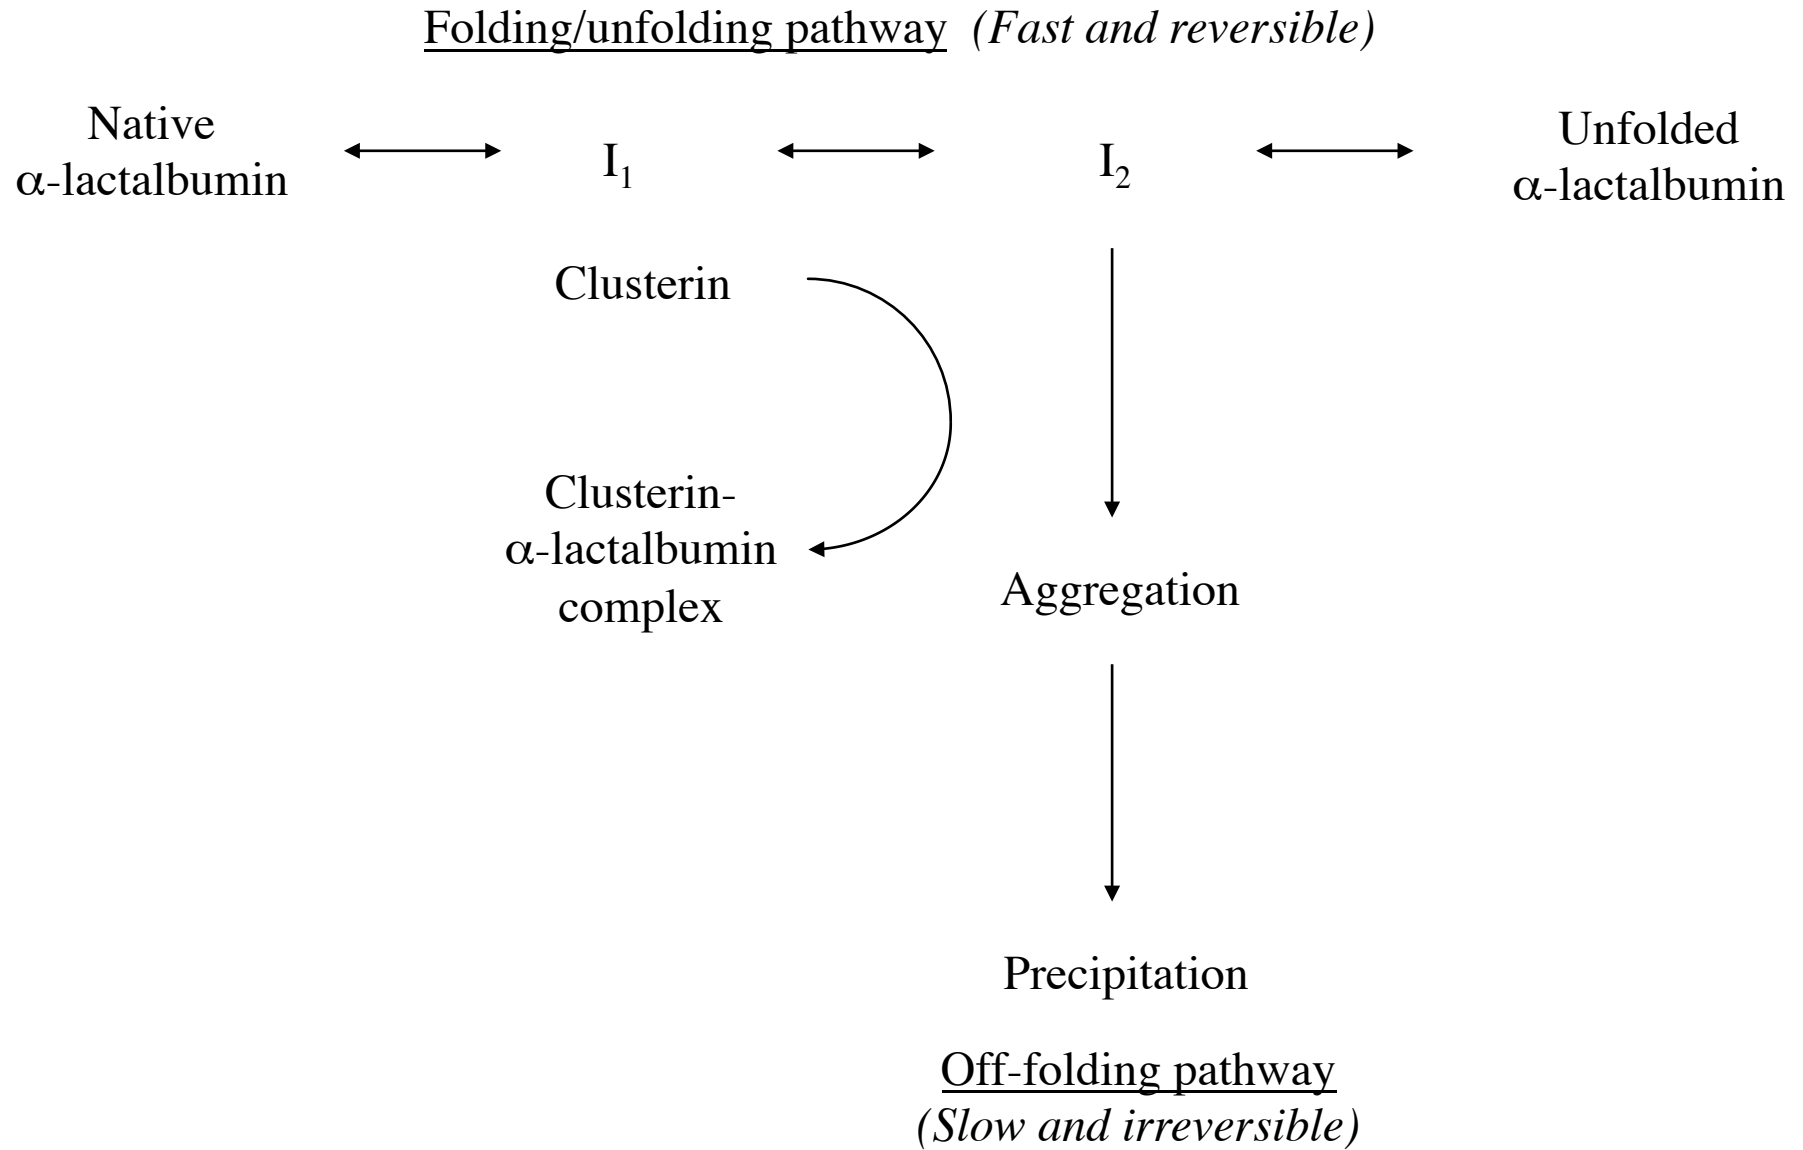 Folding/unfolding pathway (Fast and reversible)
Native
α-lactalbumin
I₁
I₂
Unfolded
α-lactalbumin
Clusterin
Clusterin-
α-lactalbumin
complex
Aggregation
Precipitation
Off-folding pathway
(Slow and irreversible)